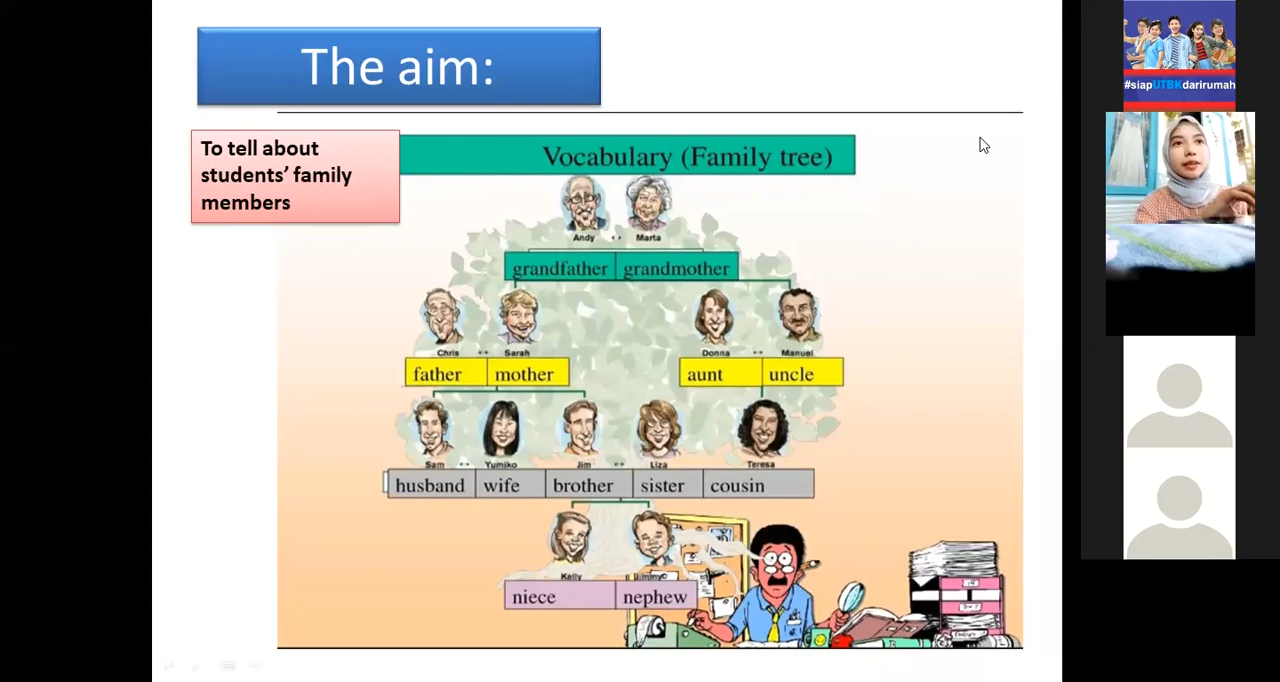 The aim:
To tell about
students' family
members
Vocabulary (Family tree)
Andy Marta
grandfather grandmother
Chris Sarah Donna Manuel
father mother aunt uncle
Sam Yumiko Jim Liza Teresa
husband wife brother sister cousin
Kelly Jimmy
niece nephew
#siapUTBKdarirumah